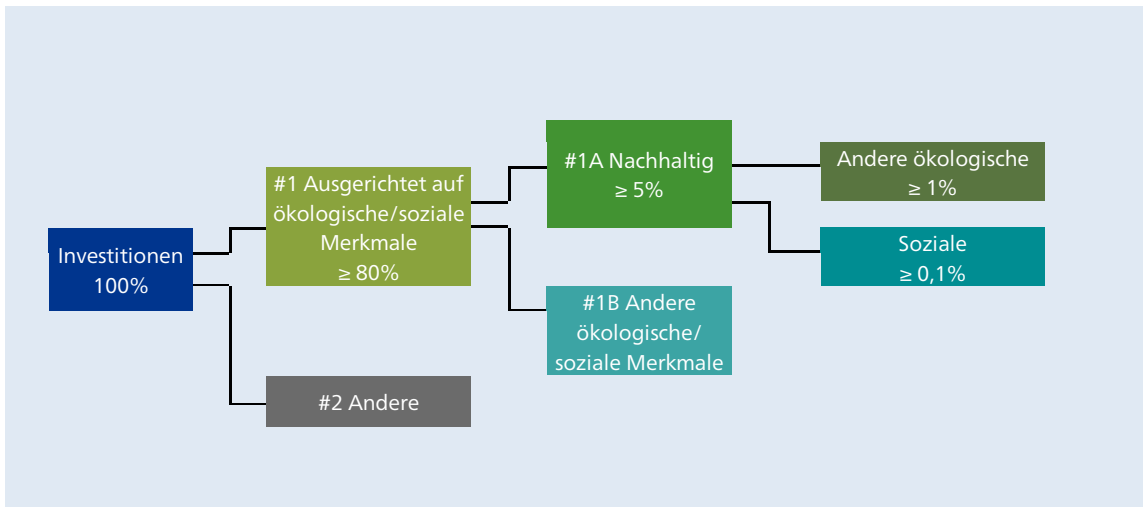 Investitionen
100%
#1 Ausgerichtet auf
ökologische/soziale
Merkmale
≥ 80%
#2 Andere
#1A Nachhaltig
≥ 5%
#1B Andere
ökologische/
soziale Merkmale
Andere ökologische
≥ 1%
Soziale
≥ 0,1%